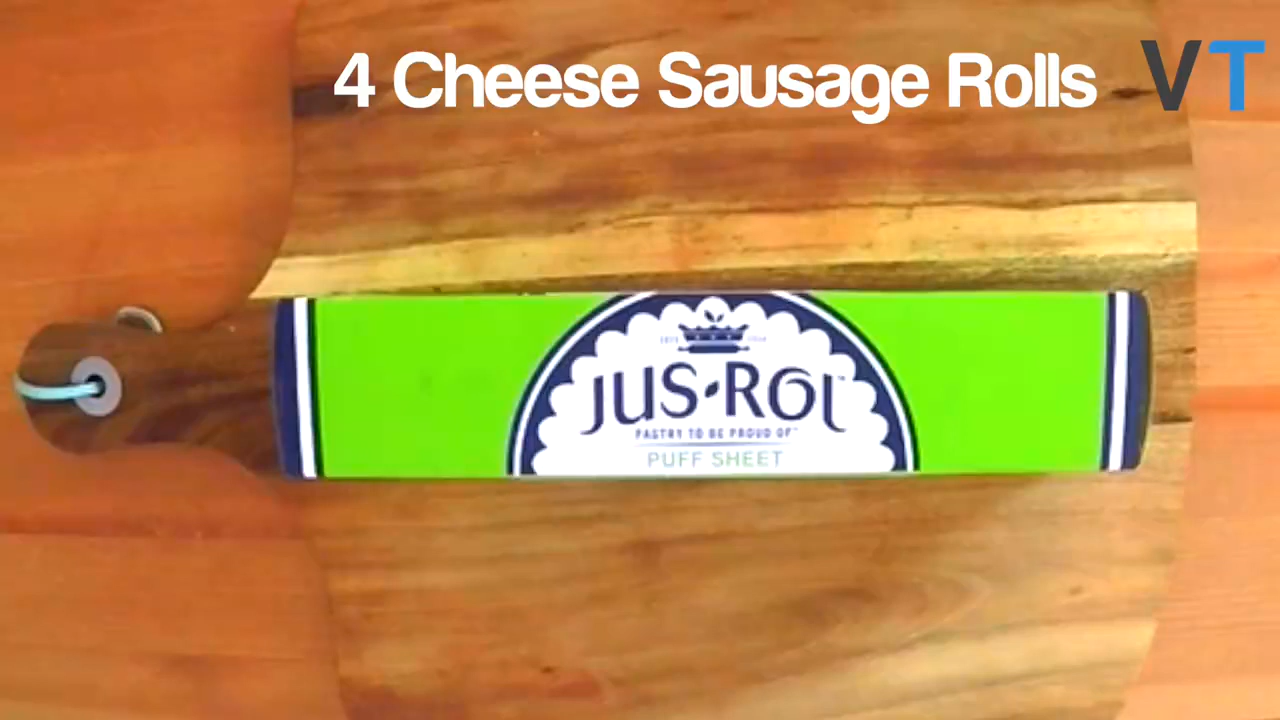 4 Cheese Sausage Rolls
VT
JUS-ROL
PASTRY TO BE PROUD OF
PUFF SHEET